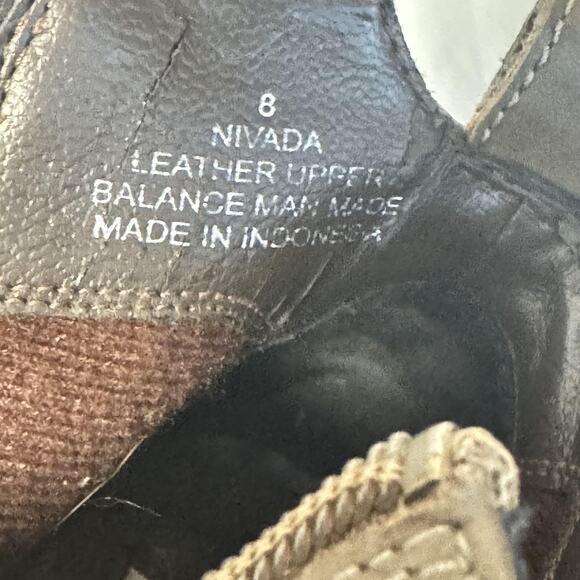 8
NIVADA
LEATHER UPPER
BALANCE MAN MADE
MADE IN INDONESIA